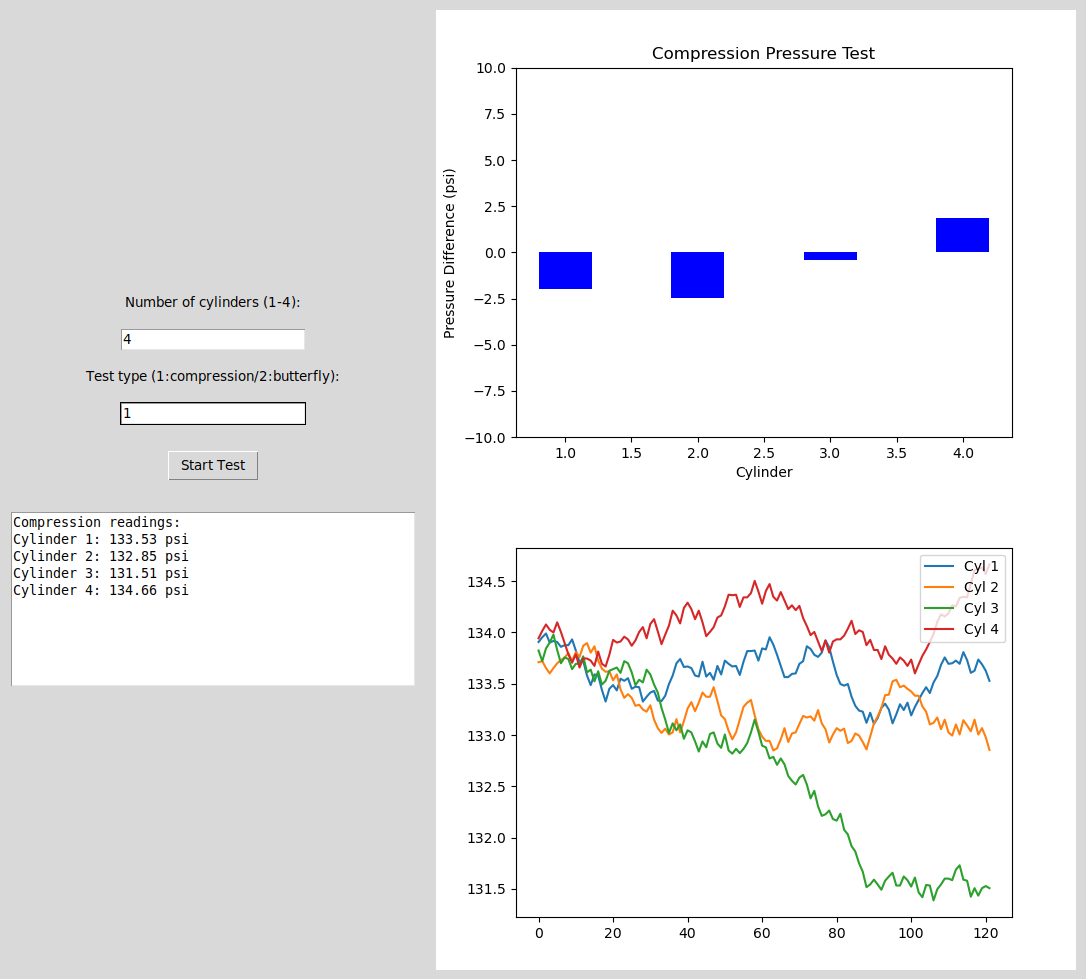 Number of cylinders (1-4):
4
Test type (1:compression/2:butterfly):
1
Start Test
Compression readings:
Cylinder 1: 133.53 psi
Cylinder 2: 132.85 psi
Cylinder 3: 131.51 psi
Cylinder 4: 134.66 psi
Compression Pressure Test
Pressure Difference (psi)
10.0
7.5
5.0
2.5
0.0
−2.5
−5.0
−7.5
−10.0
1.0 1.5 2.0 2.5 3.0 3.5 4.0
Cylinder
134.5
134.0
133.5
133.0
132.5
132.0
131.5
0 20 40 60 80 100 120
Cyl 1
Cyl 2
Cyl 3
Cyl 4